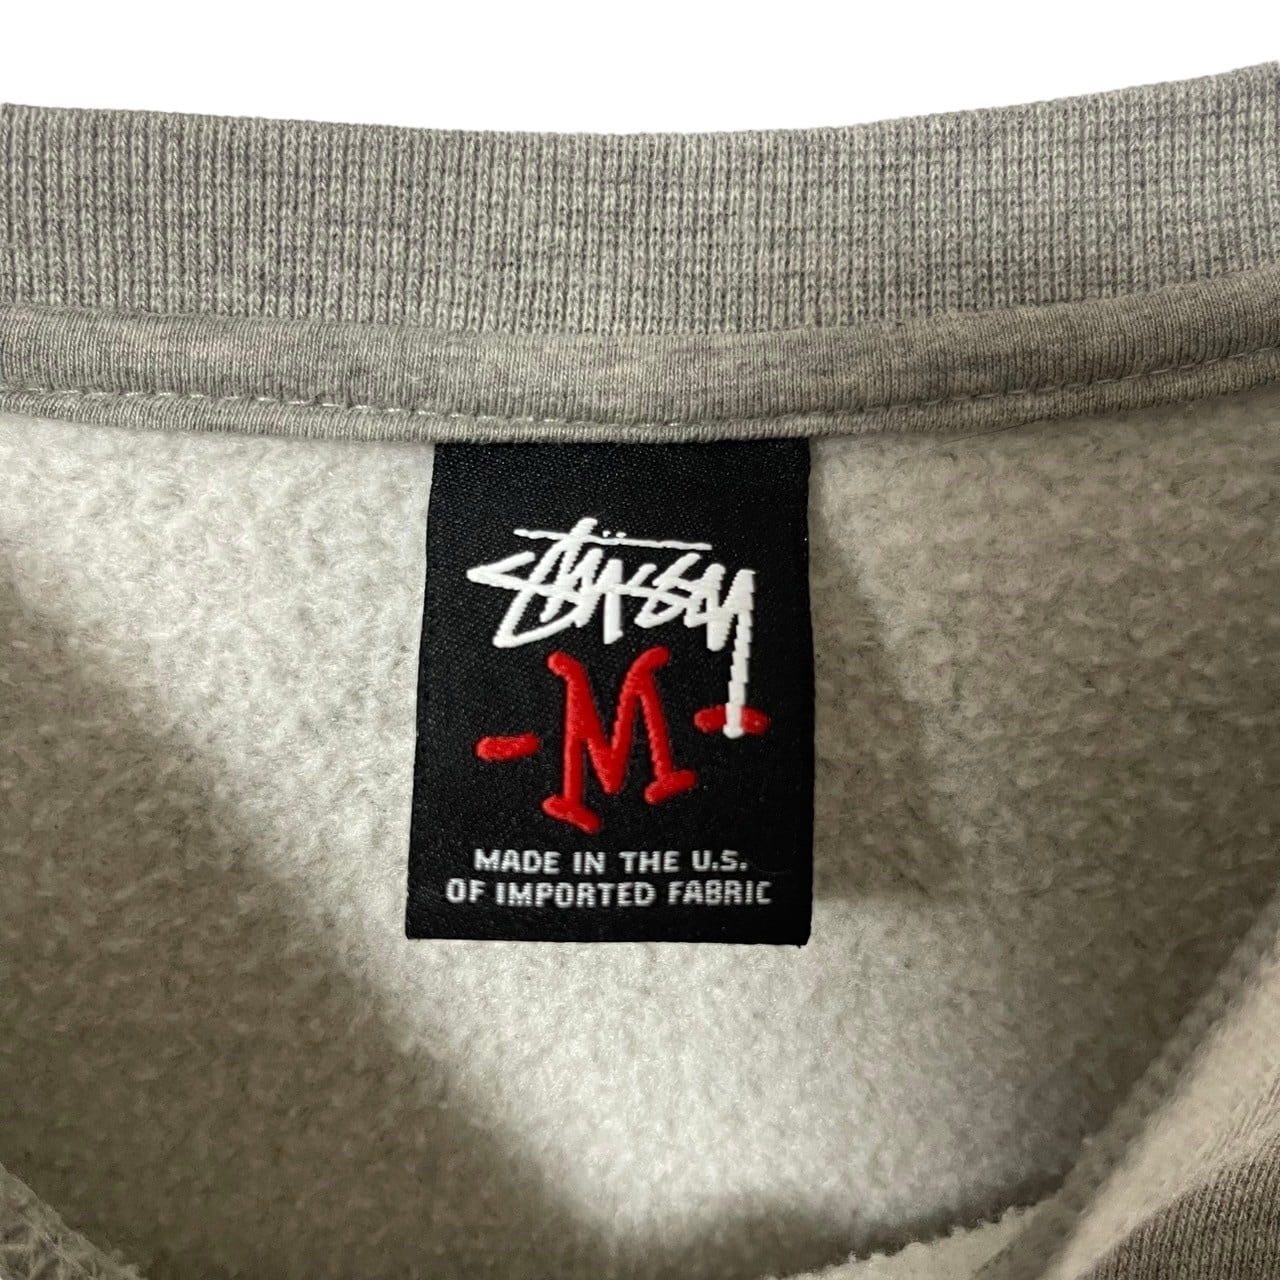 Stüssy
-M-
MADE IN THE U.S.
OF IMPORTED FABRIC